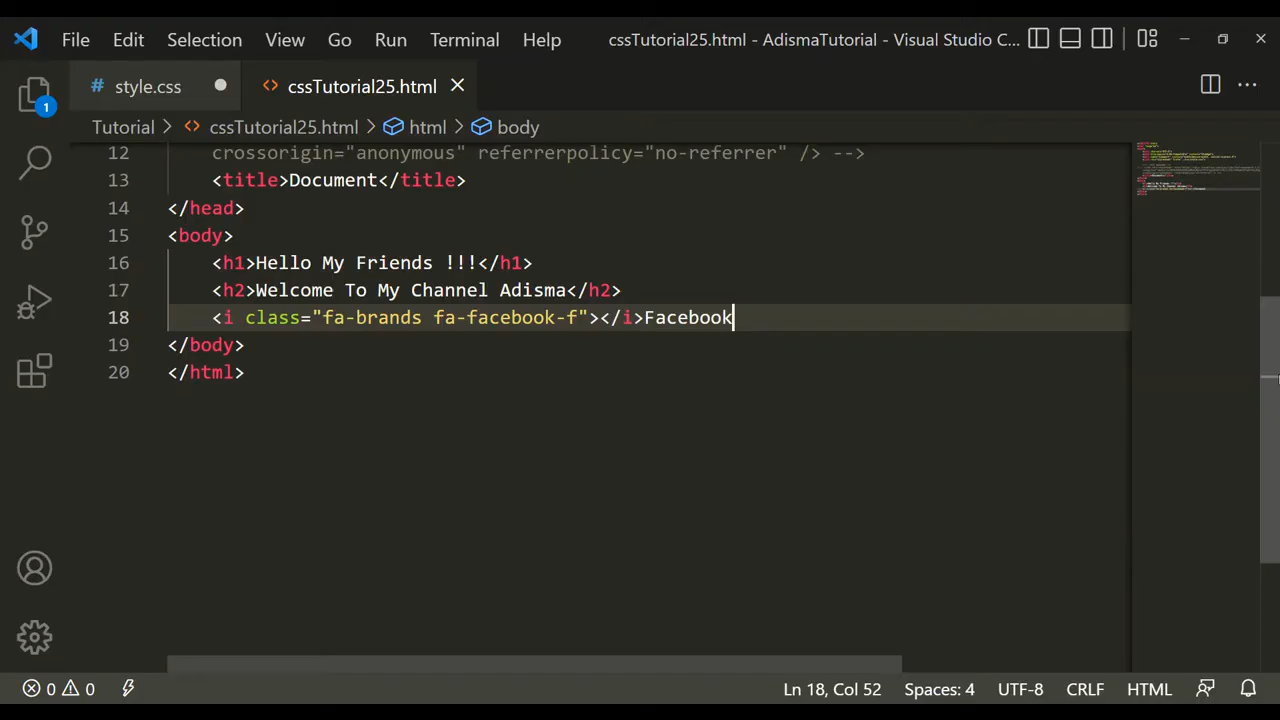 File Edit Selection View Go Run Terminal Help cssTutorial25.html - AdismaTutorial - Visual Studio C...
# style.css <> cssTutorial25.html
1
Tutorial > <> cssTutorial25.html > html > body
12 crossorigin="anonymous" referrerpolicy="no-referrer" /> -->
13 <title>Document</title>
14 </head>
15 <body>
16 <h1>Hello My Friends !!!</h1>
17 <h2>Welcome To My Channel Adisma</h2>
18 <i class="fa-brands fa-facebook-f"></i>Facebook
19 </body>
20 </html>
0 0 Ln 18, Col 52 Spaces: 4 UTF-8 CRLF HTML